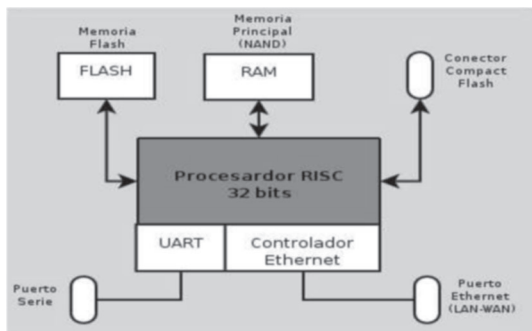 Memoria
Flash
FLASH
Memoria
Principal
(NAND)
RAM
Conector
Compact
Flash
Procesardor RISC
32 bits
UART
Controlador
Ethernet
Puerto
Serie
Puerto
Ethernet
(LAN-WAN)